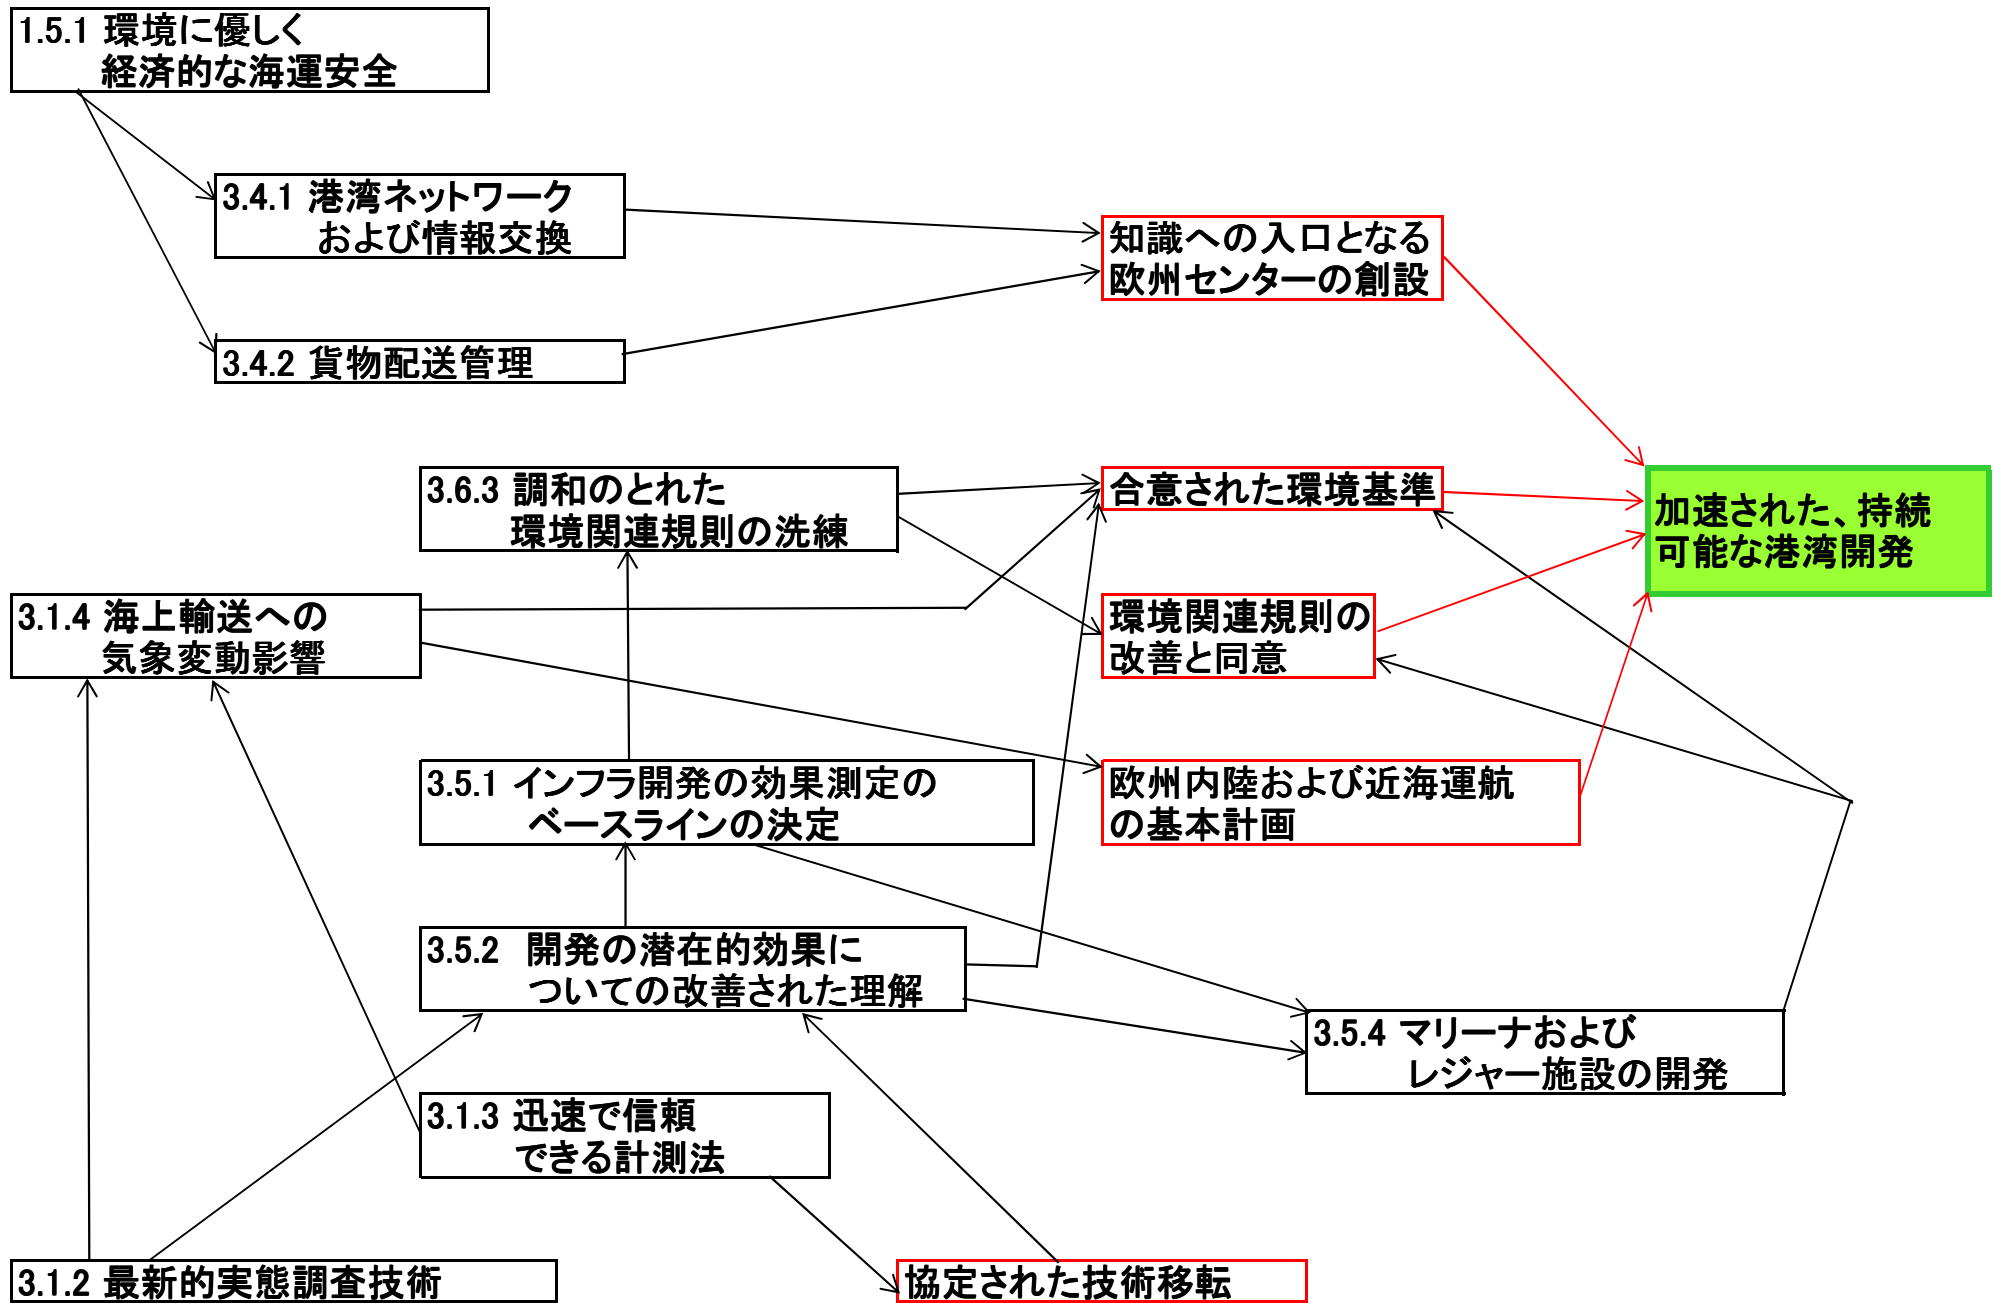 1.5.1 環境に優しく
経済的な海運安全
3.4.1 港湾ネットワーク
および情報交換
知識への入口となる
欧州センターの創設
3.4.2 貨物配送管理
3.6.3 調和のとれた
環境関連規則の洗練
合意された環境基準
加速された、持続
可能な港湾開発
3.1.4 海上輸送への
気象変動影響
環境関連規則の
改善と同意
3.5.1 インフラ開発の効果測定の
ベースラインの決定
欧州内陸および近海運航
の基本計画
3.5.2 開発の潜在的効果に
ついての改善された理解
3.5.4 マリーナおよび
レジャー施設の開発
3.1.3 迅速で信頼
できる計測法
3.1.2 最新的実態調査技術
協定された技術移転